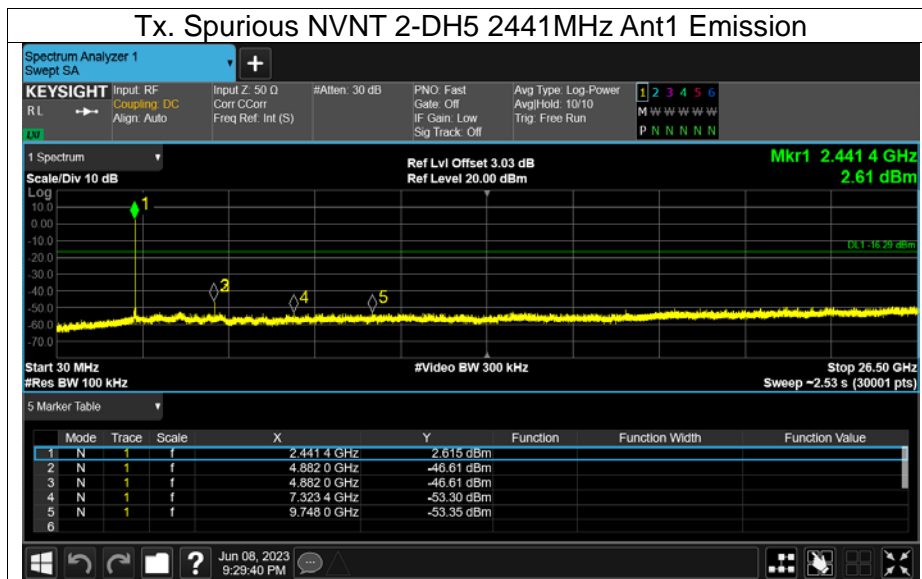 Tx. Spurious NVNT 2-DH5 2441MHz Ant1 Emission
Spectrum Analyzer 1
Swept SA
+
KEYSIGHT Input: RF Input Z: 50 Ω #Atten: 30 dB PNO: Fast Avg Type: Log-Power 1 2 3 4 5 6
RL Coupling: DC Corr CCorr Gate: Off Avg|Hold: 10/10 M W W W W W
Align: Auto Freq Ref: Int (S) IF Gain: Low Trig: Free Run
LXI Sig Track: Off P N N N N N
1 Spectrum Ref Lvl Offset 3.03 dB Mkr1 2.441 4 GHz
Scale/Div 10 dB Ref Level 20.00 dBm 2.61 dBm
Log
10.0 1
0.00
-10.0 DL1 -16.29 dBm
-20.0
-30.0
-40.0 4 5
-50.0
-60.0
-70.0
Start 30 MHz #Video BW 300 kHz Stop 26.50 GHz
#Res BW 100 kHz Sweep ~2.53 s (30001 pts)
5 Marker Table
Mode Trace Scale X Y Function Function Width Function Value
1 N 1 f 2.441 4 GHz 2.615 dBm
2 N 1 f 4.882 0 GHz -46.61 dBm
3 N 1 f 4.882 0 GHz -46.61 dBm
4 N 1 f 7.323 4 GHz -53.30 dBm
5 N 1 f 9.748 0 GHz -53.35 dBm
6
? Jun 08, 2023
9:29:40 PM